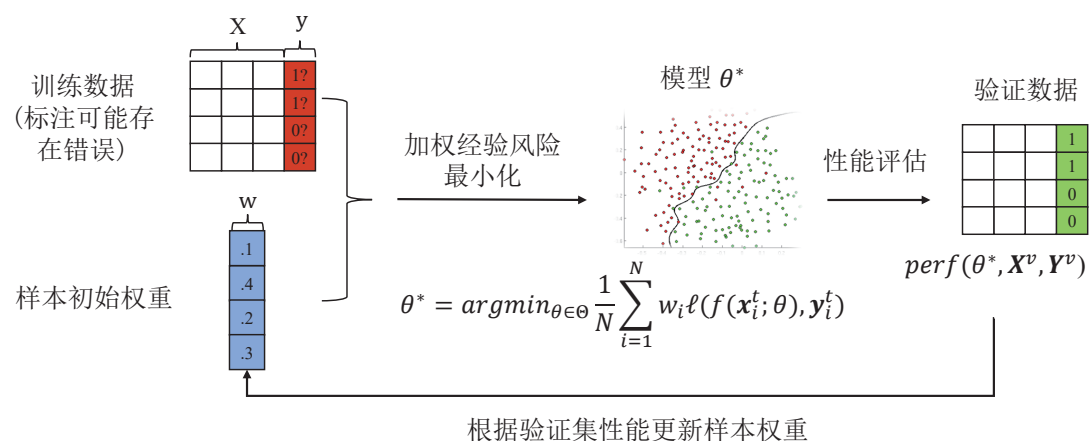 X
y
训练数据
(标注可能存
在错误)
1?
1?
0?
0?
w
样本初始权重
.1
.4
.2
.3
加权经验风险
最小化
模型 θ*
θ* = argmin_{θ∈Θ} \frac{1}{N} \sum_{i=1}^{N} w_i ℓ(f(x_i^t; θ), y_i^t)
性能评估
验证数据
1
1
0
0
perf(θ*, X^v, Y^v)
根据验证集性能更新样本权重